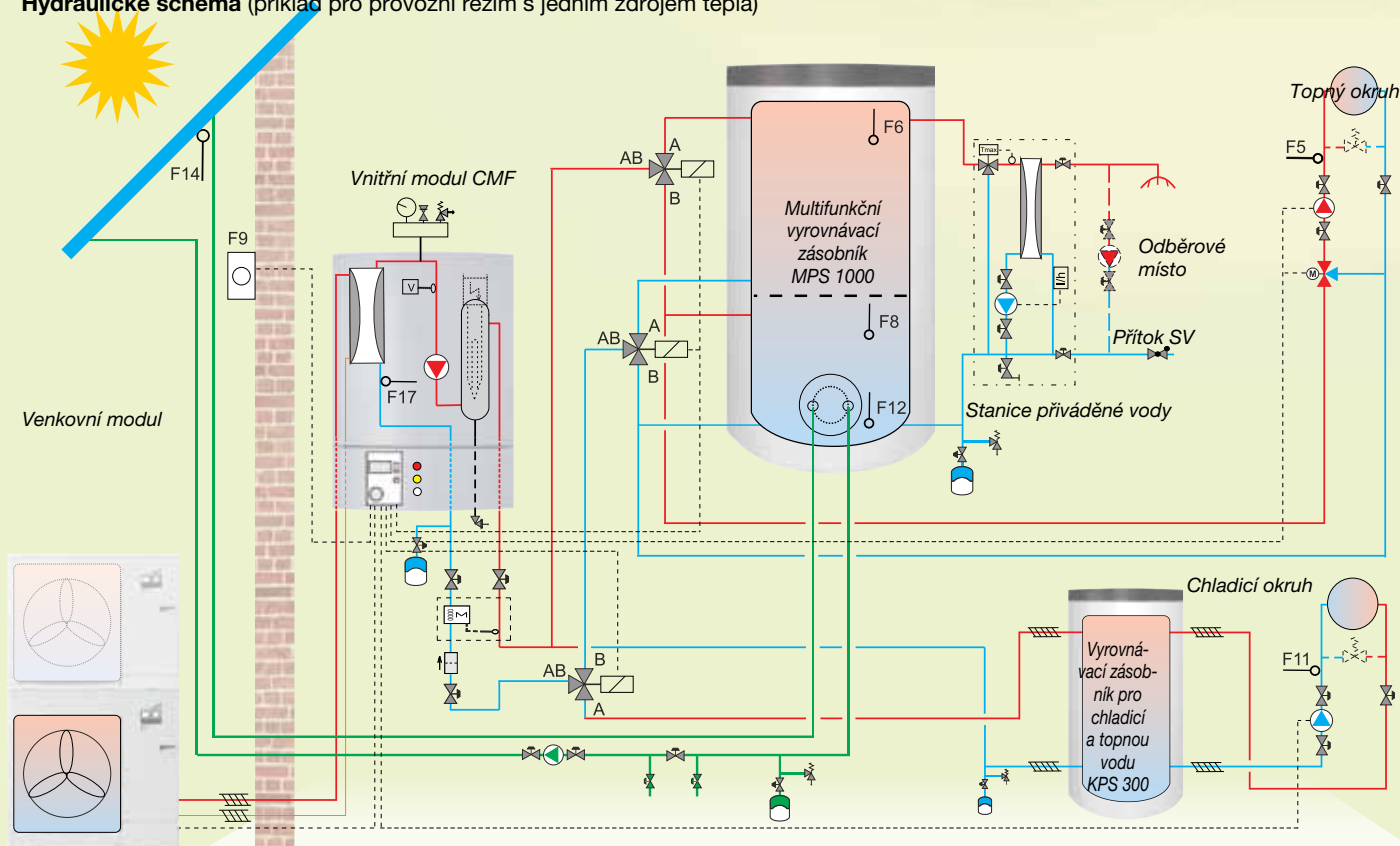 Hydraulické schéma (příklad pro provozní režim s jedním zdrojem tepla)
F14
F9
Vnitřní modul CMF
V
F17
Venkovní modul
A
AB
B
A
AB
B
F6
Multifunkční
vyrovnávací
zásobník
MPS 1000
F8
F12
Tmax
l/h
Odběrové
místo
Přítok SV
Stanice přiváděné vody
Topný okruh
F5
M
0000
Σ
B
AB
A
Chladicí okruh
F11
Vyrovná-
vací zásob-
ník pro
chladicí
a topnou
vodu
KPS 300